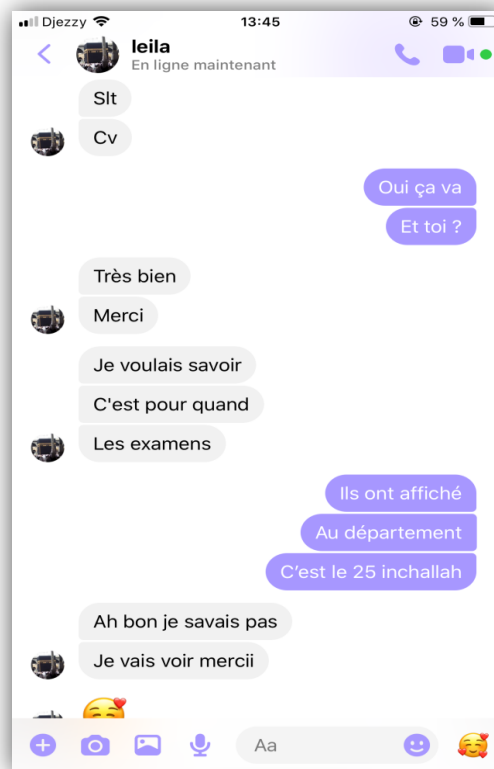 Djezzy 13:45 59 %
leila
En ligne maintenant
Slt
Cv
Oui ça va
Et toi ?
Très bien
Merci
Je voulais savoir
C'est pour quand
Les examens
Ils ont affiché
Au département
C’est le 25 inchallah
Ah bon je savais pas
Je vais voir mercii
Aa